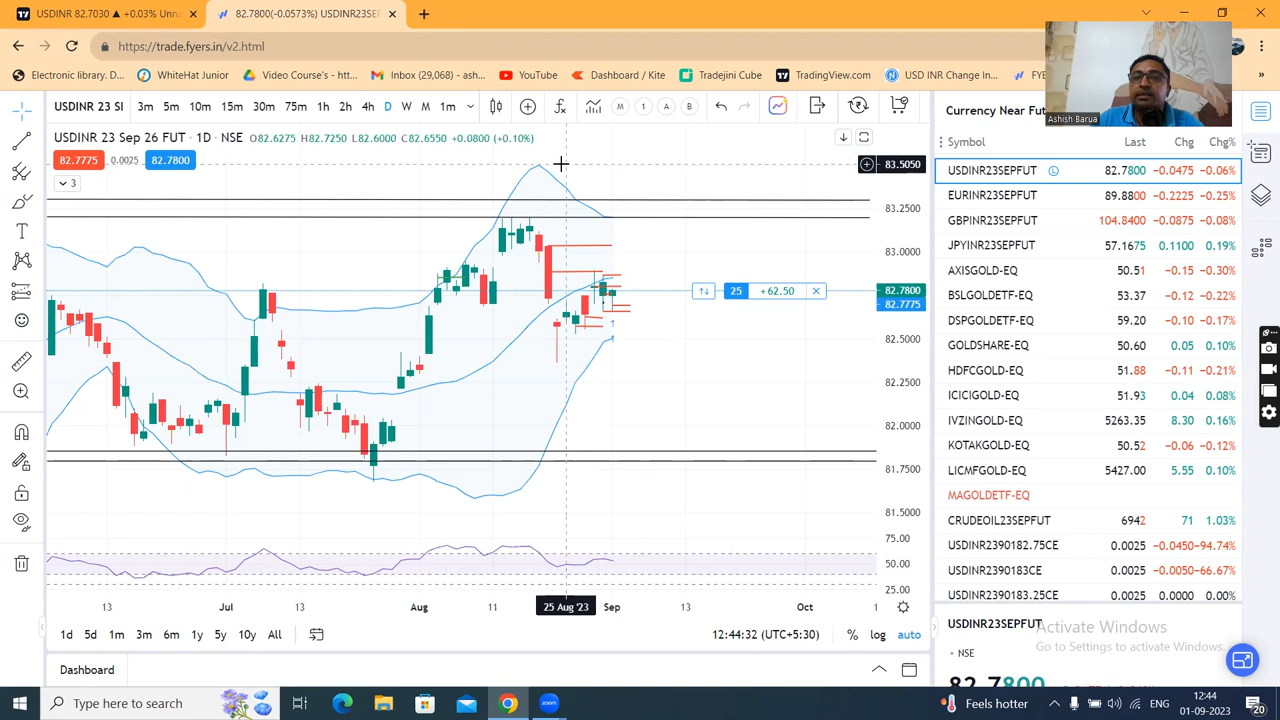 USDINR 82.7030 ▲ +0.03% Unna
82.7800(-0.0573%) USDINR23SEP
https://trade.fyers.in/v2.html
Electronic library. D...
WhiteHat Junior
Video Course's - htt...
Inbox (29,068) - ash...
YouTube
Dashboard / Kite
Tradejini Cube
TradingView.com
USD INR Change In...
FYE
»
Ashish Barua
USDINR 23 SI
3m
5m
10m
15m
30m
75m
1h
2h
4h
D
W
M
1m
M
1
A
B
USDINR 23 Sep 26 FUT · 1D · NSE
O82.6275 H82.7250 L82.6000 C82.6550 +0.0800 (+0.10%)
82.7775
0.0025
82.7800
3
25
+62.50
83.5050
83.2500
83.0000
82.7800
82.7775
82.5000
82.2500
82.0000
81.7500
81.5000
75.00
50.00
25.00
13
Jul
13
Aug
11
25 Aug '23
Sep
13
Oct
1
1d
5d
1m
3m
6m
1y
5y
10y
All
12:44:32 (UTC+5:30)
%
log
auto
Dashboard
Currency Near Fu
Symbol Last Chg Chg%
USDINR23SEPFUT L 82.7800 −0.0475 −0.06%
EURINR23SEPFUT 89.8800 −0.2225 −0.25%
GBPINR23SEPFUT 104.8400 −0.0875 −0.08%
JPYINR23SEPFUT 57.1675 0.1100 0.19%
AXISGOLD-EQ 50.51 −0.15 −0.30%
BSLGOLDETF-EQ 53.37 −0.12 −0.22%
DSPGOLDETF-EQ 59.20 −0.10 −0.17%
GOLDSHARE-EQ 50.60 0.05 0.10%
HDFCGOLD-EQ 51.88 −0.11 −0.21%
ICICIGOLD-EQ 51.93 0.04 0.08%
IVZINGOLD-EQ 5263.35 8.30 0.16%
KOTAKGOLD-EQ 50.52 −0.06 −0.12%
LICMFGOLD-EQ 5427.00 5.55 0.10%
MAGOLDETF-EQ
CRUDEOIL23SEPFUT 6942 71 1.03%
USDINR2390182.75CE 0.0025 −0.0450 −94.74%
USDINR2390183CE 0.0025 −0.0050 −66.67%
USDINR2390183.25CE 0.0025 0.0000 0.00%
USDINR23SEPFUT
• NSE
82.7800
Activate Windows
Go to Settings to activate Windows.
Type here to search
zoom
Feels hotter
ENG
12:44
01-09-2023
20